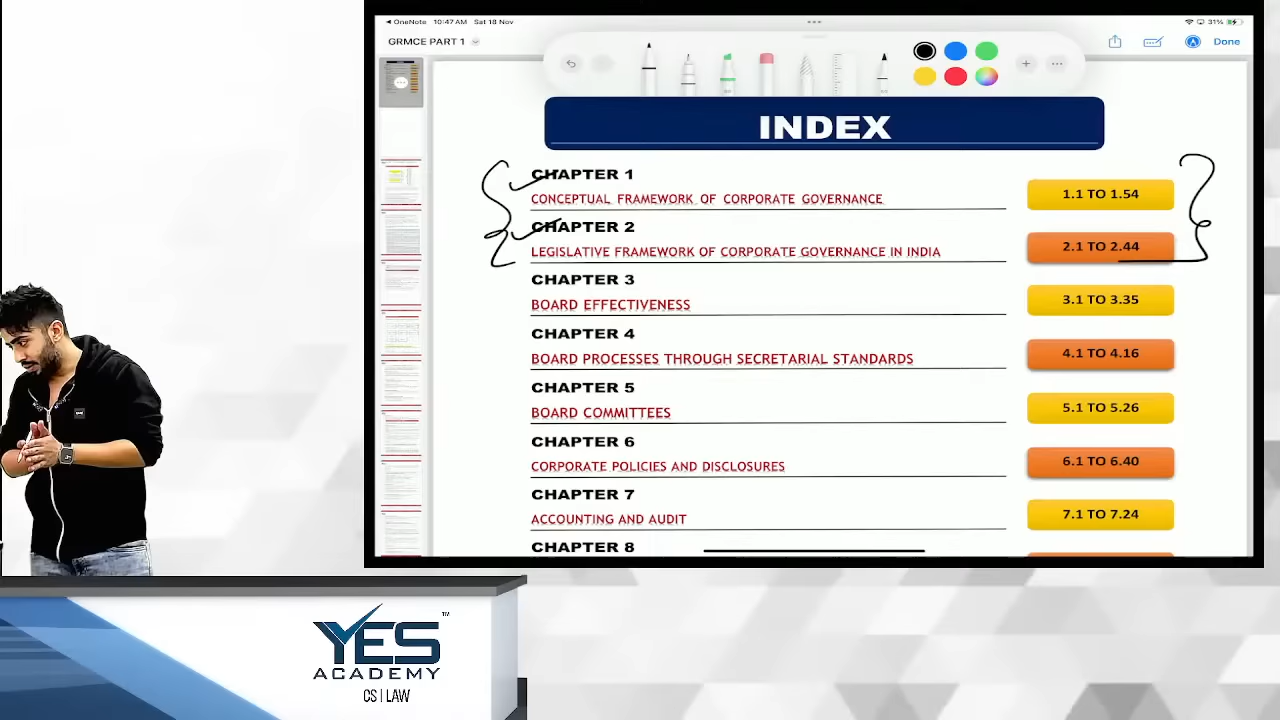 OneNote 10:47 AM Sat 18 Nov
31%
GRMCE PART 1
Done
INDEX
CHAPTER 1
CONCEPTUAL FRAMEWORK OF CORPORATE GOVERNANCE
1.1 TO 1.54
CHAPTER 2
LEGISLATIVE FRAMEWORK OF CORPORATE GOVERNANCE IN INDIA
2.1 TO 2.44
CHAPTER 3
BOARD EFFECTIVENESS
3.1 TO 3.35
CHAPTER 4
BOARD PROCESSES THROUGH SECRETARIAL STANDARDS
4.1 TO 4.16
CHAPTER 5
BOARD COMMITTIES
5.1 TO 5.26
CHAPTER 6
CORPORATE POLICIES AND DISCLOSURES
6.1 TO 6.40
CHAPTER 7
ACCOUNTING AND AUDIT
7.1 TO 7.24
CHAPTER 8
YES™
ACADEMY
CS | LAW